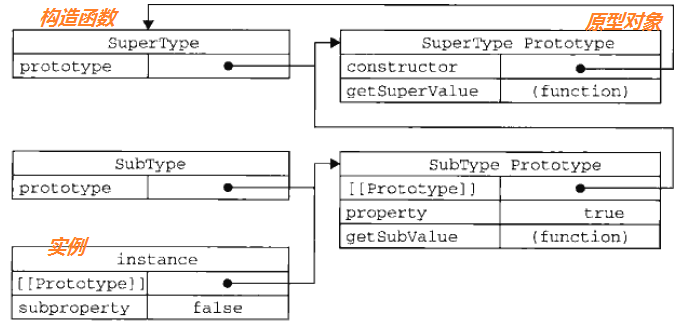 构造函数
SuperType
prototype
原型对象
SuperType Prototype
constructor
getSuperValue (function)
SubType
prototype
SubType Prototype
[[Prototype]]
property true
getSubValue (function)
实例
instance
[[Prototype]]
subproperty false